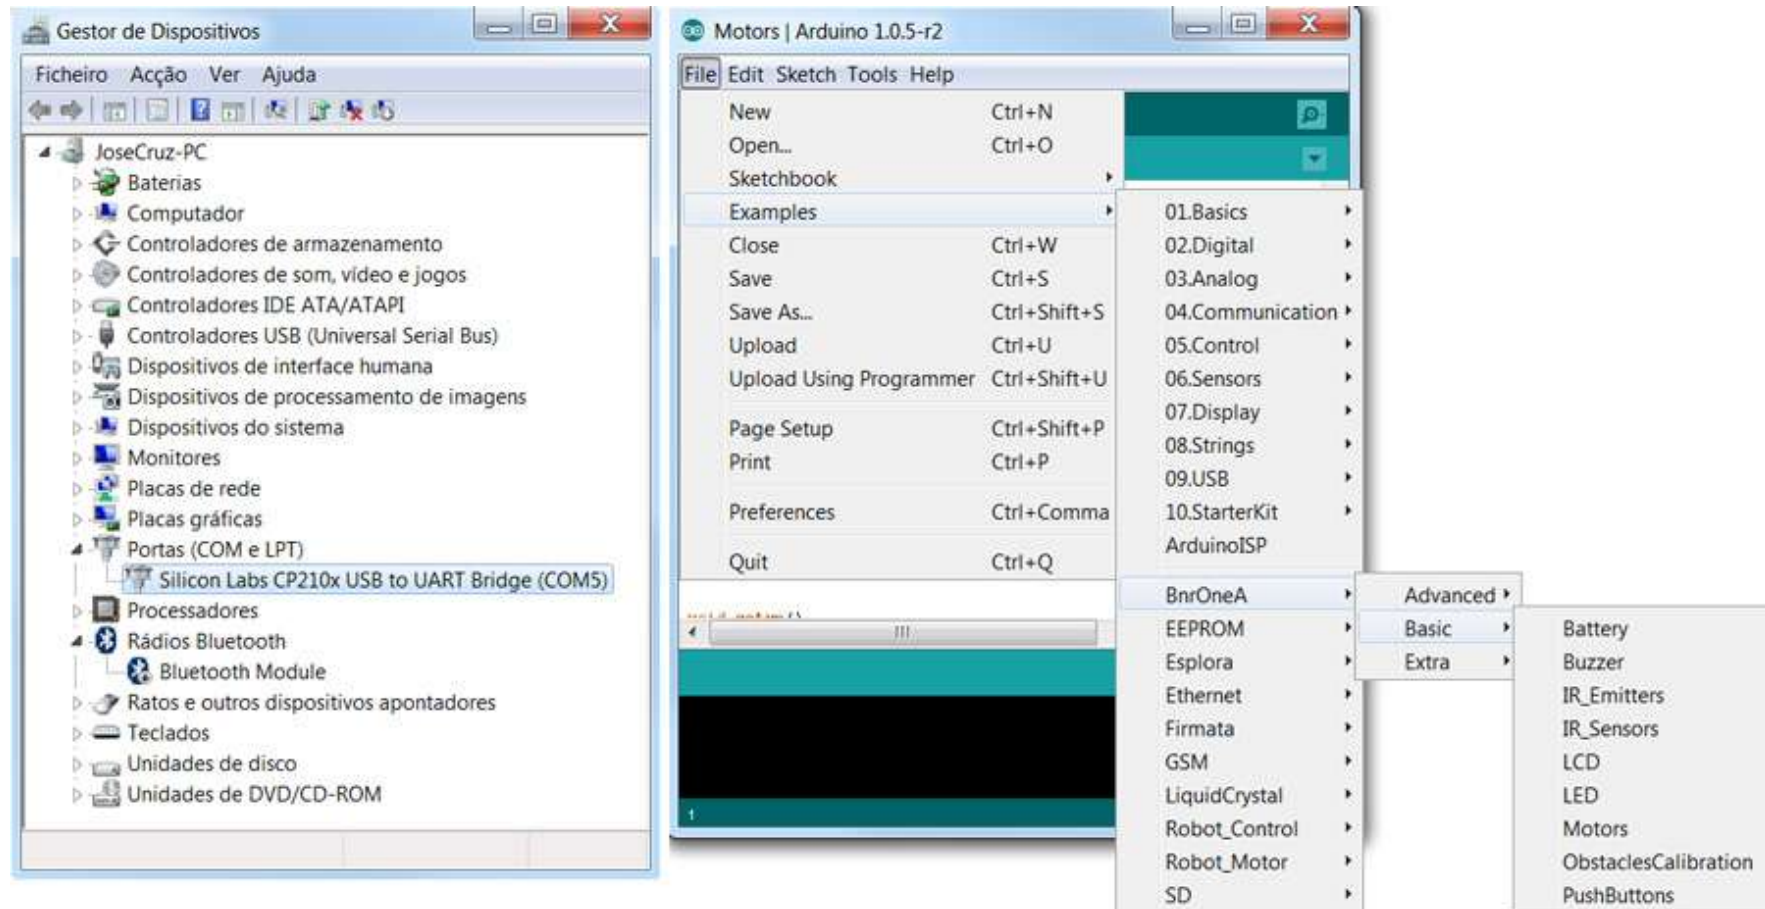 Gestor de Dispositivos
Ficheiro Acção Ver Ajuda
JoseCruz-PC
Baterias
Computador
Controladores de armazenamento
Controladores de som, vídeo e jogos
Controladores IDE ATA/ATAPI
Controladores USB (Universal Serial Bus)
Dispositivos de interface humana
Dispositivos de processamento de imagens
Dispositivos do sistema
Monitores
Placas de rede
Placas gráficas
Portas (COM e LPT)
Silicon Labs CP210x USB to UART Bridge (COM5)
Processadores
Rádios Bluetooth
Bluetooth Module
Ratos e outros dispositivos apontadores
Teclados
Unidades de disco
Unidades de DVD/CD-ROM
Motors | Arduino 1.0.5-r2
File Edit Sketch Tools Help
New Ctrl+N
Open... Ctrl+O
Sketchbook
Examples
Close Ctrl+W
Save Ctrl+S
Save As... Ctrl+Shift+S
Upload Ctrl+U
Upload Using Programmer Ctrl+Shift+U
Page Setup Ctrl+Shift+P
Print Ctrl+P
Preferences Ctrl+Comma
Quit Ctrl+Q
1
01.Basics
02.Digital
03.Analog
04.Communication
05.Control
06.Sensors
07.Display
08.Strings
09.USB
10.StarterKit
ArduinoISP
BnrOneA
EEPROM
Esplora
Ethernet
Firmata
GSM
LiquidCrystal
Robot_Control
Robot_Motor
SD
Advanced
Basic
Extra
Battery
Buzzer
IR_Emitters
IR_Sensors
LCD
LED
Motors
ObstaclesCalibration
PushButtons